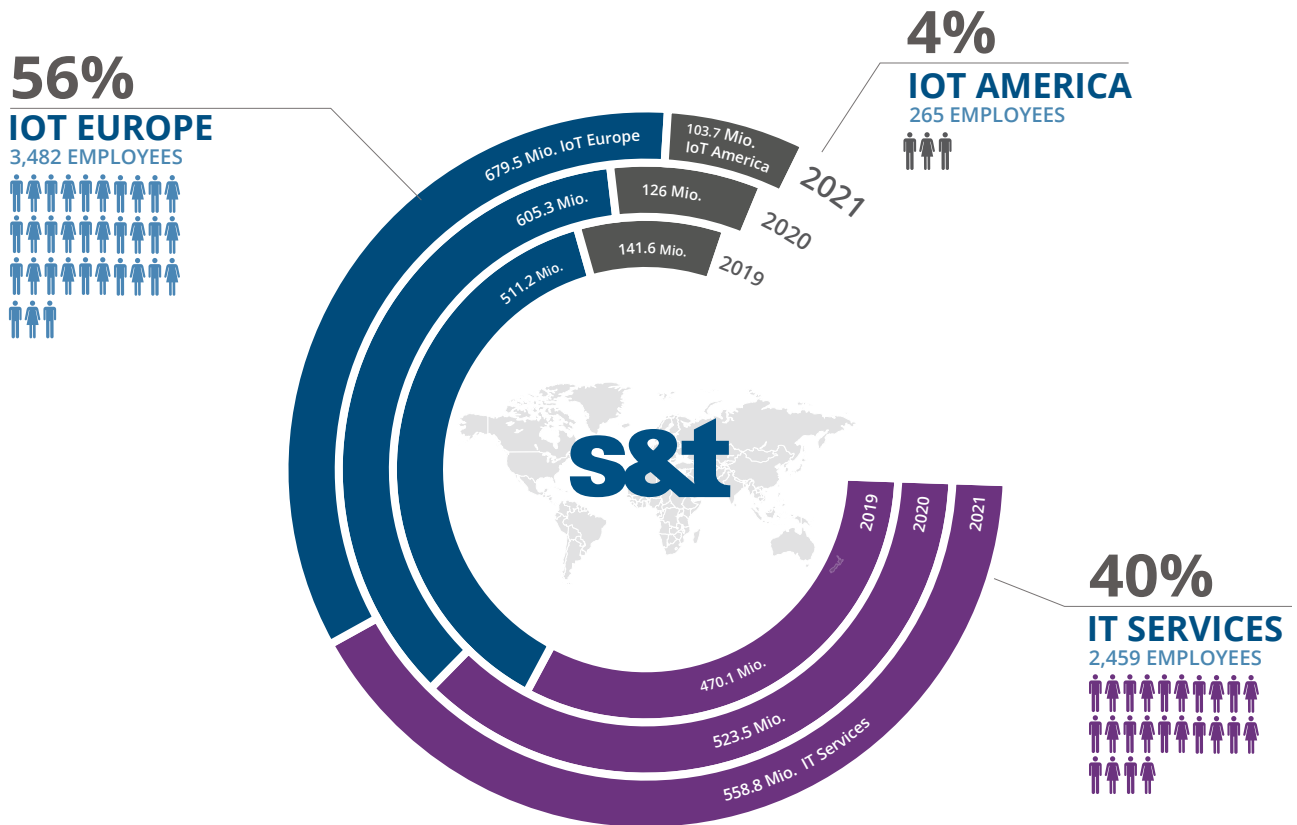 56%
IOT EUROPE
3,482 EMPLOYEES
4%
IOT AMERICA
265 EMPLOYEES
679.5 Mio. IoT Europe
103.7 Mio.
IoT America
2021
605.3 Mio.
126 Mio.
2020
511.2 Mio.
141.6 Mio.
2019
s&t
2019
2020
2021
470.1 Mio.
523.5 Mio.
558.8 Mio. IT Services
40%
IT SERVICES
2,459 EMPLOYEES